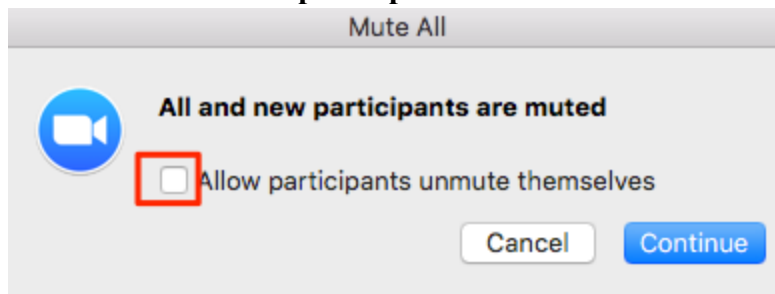 Mute All
All and new participants are muted
Allow participants unmute themselves
Cancel
Continue